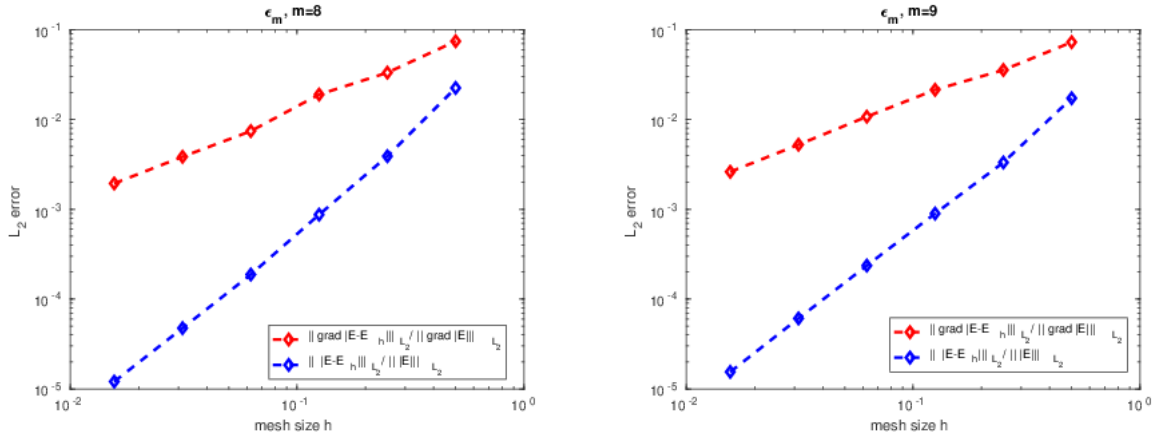 ϵ_m, m=8
10^-1
10^-2
10^-3
10^-4
10^-5
L_2 error
10^-2
10^-1
10^0
mesh size h
|| grad |E-E_h||| L_2 / || grad |E||| L_2
|| |E-E_h||| L_2 / || |E||| L_2
ϵ_m, m=9
10^-1
10^-2
10^-3
10^-4
10^-5
L_2 error
10^-2
10^-1
10^0
mesh size h
|| grad |E-E_h||| L_2 / || grad |E||| L_2
|| |E-E_h||| L_2 / || |E||| L_2